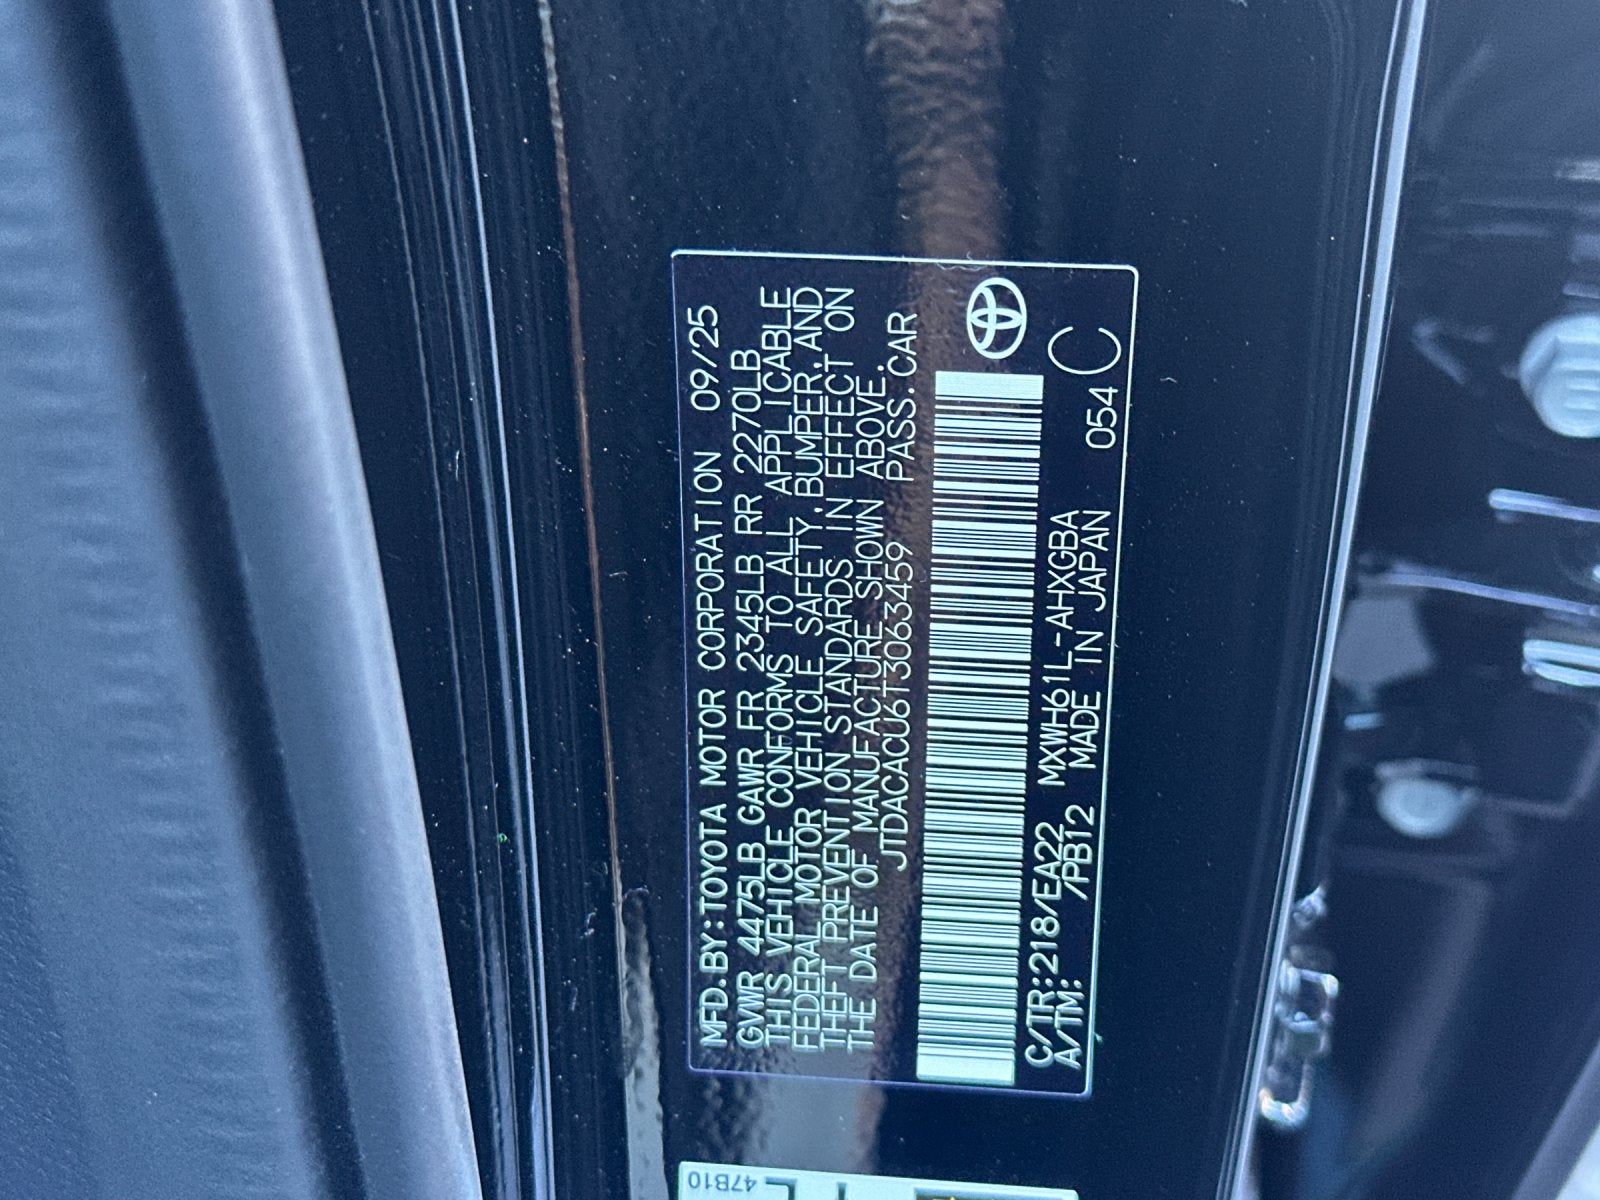 MFD.BY:TOYOTA MOTOR CORPORATION 09/25
GVWR 4475LB GAWR FR 2345LB RR 2270LB
THIS VEHICLE CONFORMS TO ALL APPLICABLE
FEDERAL MOTOR VEHICLE SAFETY,BUMPER,AND
THEFT PREVENTION STANDARDS IN EFFECT ON
THE DATE OF MANUFACTURE SHOWN ABOVE.
JTDACACU6T3063459 PASS.CAR
C/TR:218/EA22 MXWH61L-AHXGBA
A/TM: /PB12 MADE IN JAPAN 054 C
47B10